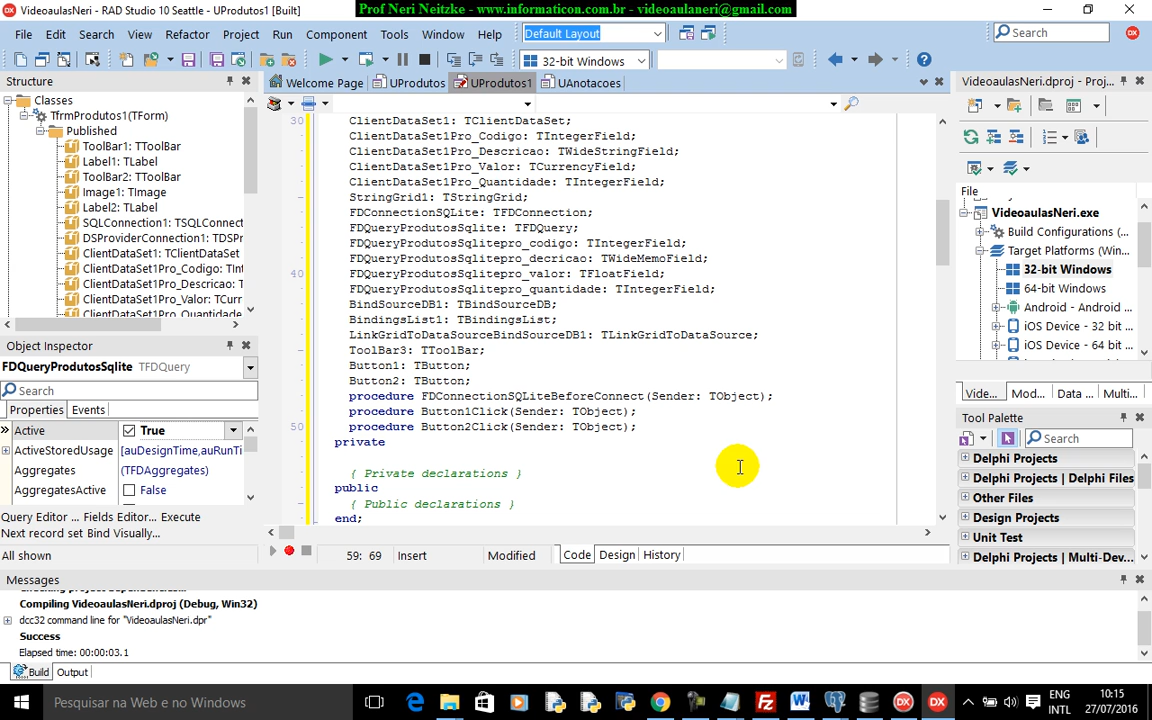 Prof Neri Neitzke - www.informaticon.com.br - videoaulaneri@gmail.com
VideoaulasNeri - RAD Studio 10 Seattle - UProdutos1 [Built]
File Edit Search View Refactor Project Run Component Tools Window Help
Default Layout
Search
32-bit Windows
Structure
Classes
TfrmProdutos1(TForm)
Published
ToolBar1: TToolBar
Label1: TLabel
ToolBar2: TToolBar
Image1: TImage
Label2: TLabel
SQLConnection1: TSQLConnect
DSProviderConnection1: TDSPr
ClientDataSet1: TClientDataSet
ClientDataSet1Pro_Codigo: TInt
ClientDataSet1Pro_Descricao: T
ClientDataSet1Pro_Valor: TCurr
ClientDataSet1Pro_Quantidade
Object Inspector
FDQueryProdutosSqlite TFDQuery
Search
Properties Events
Active True
ActiveStoredUsage [auDesignTime,auRunTi
Aggregates (TFDAggregates)
AggregatesActive False
Query Editor ... Fields Editor... Execute
Next record set Bind Visually...
All shown
Welcome Page UProdutos UProdutos1 UAnotacoes
30 ClientDataSet1: TClientDataSet;
ClientDataSet1Pro_Codigo: TIntegerField;
ClientDataSet1Pro_Descricao: TWideStringField;
ClientDataSet1Pro_Valor: TCurrencyField;
ClientDataSet1Pro_Quantidade: TIntegerField;
StringGrid1: TStringGrid;
FDConnectionSQLite: TFDConnection;
FDQueryProdutosSqlite: TFDQuery;
FDQueryProdutosSqlitepro_codigo: TIntegerField;
FDQueryProdutosSqlitepro_decricao: TWideMemoField;
40 FDQueryProdutosSqlitepro_valor: TFloatField;
FDQueryProdutosSqlitepro_quantidade: TIntegerField;
BindSourceDB1: TBindSourceDB;
BindingsList1: TBindingsList;
LinkGridToDataSourceBindSourceDB1: TLinkGridToDataSource;
ToolBar3: TToolBar;
Button1: TButton;
Button2: TButton;
procedure FDConnectionSQLiteBeforeConnect(Sender: TObject);
procedure Button1Click(Sender: TObject);
50 procedure Button2Click(Sender: TObject);
private
{ Private declarations }
public
{ Public declarations }
end;
59: 69 Insert Modified Code Design History
VideoaulasNeri.dproj - Proj...
File
VideoaulasNeri.exe
Build Configurations (...
Target Platforms (Win...
32-bit Windows
64-bit Windows
Android - Android ...
iOS Device - 32 bit ...
iOS Device - 64 bit ...
Vide... Mod... Data ... Multi...
Tool Palette
Search
Delphi Projects
Delphi Projects | Delphi Files
Other Files
Design Projects
Unit Test
Delphi Projects | Multi-Dev...
Messages
Compiling VideoaulasNeri.dproj (Debug, Win32)
dcc32 command line for "VideoaulasNeri.dpr"
Success
Elapsed time: 00:00:03.1
Build Output
Pesquisar na Web e no Windows
ENG
INTL
10:15
27/07/2016